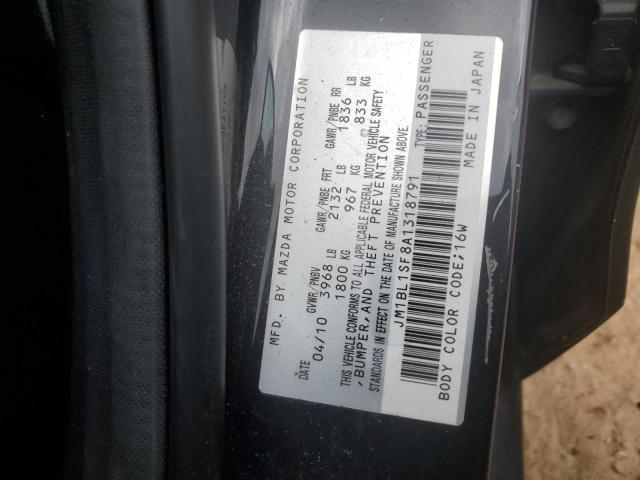 MFD. BY MAZDA MOTOR CORPORATION
DATE GVWR/PNBV GAWR/PNBE FRT GAWR/PNBE RR
04/10 3968 LB 2132 LB 1836 LB
1800 KG 967 KG 833 KG
THIS VEHICLE CONFORMS TO ALL APPLICABLE FEDERAL MOTOR VEHICLE SAFETY
,BUMPER,AND THEFT PREVENTION
STANDARDS IN EFFECT ON THE DATE OF MANUFACTURE SHOWN ABOVE
JM1BL1SF8A1318791 TYPE: PASSENGER
BODY COLOR CODE;16W MADE IN JAPAN